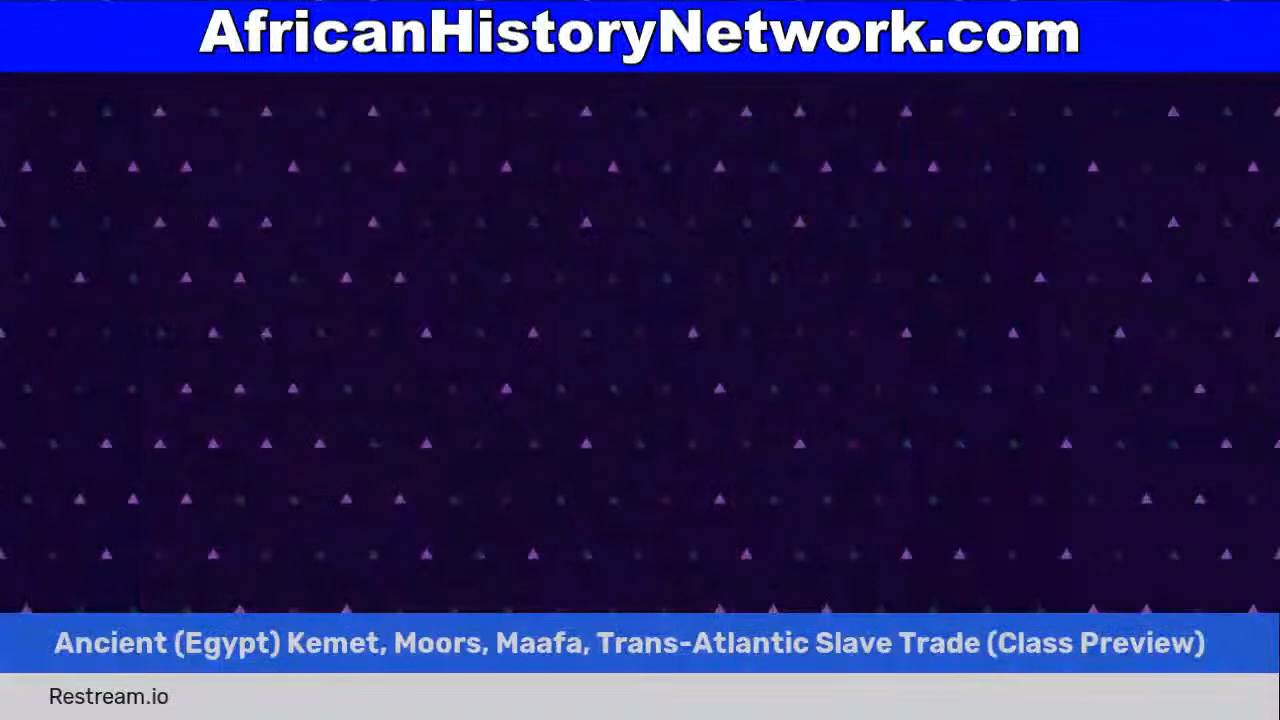 AfricanHistoryNetwork.com
Ancient (Egypt) Kemet, Moors, Maafa, Trans-Atlantic Slave Trade (Class Preview)
Restream.io